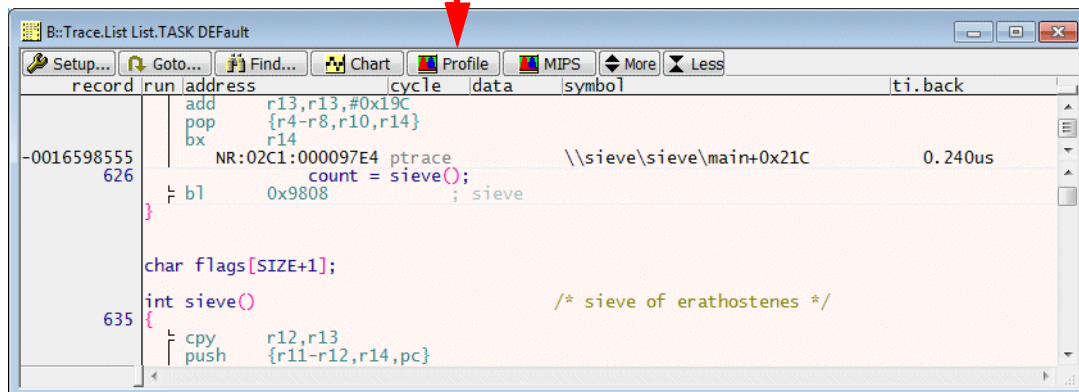 B::Trace.List List.TASK DEFault
Setup... Goto... Find... Chart Profile MIPS More Less
record run address cycle data symbol ti.back
add r13,r13,#0x19C
pop {r4-r8,r10,r14}
bx r14
-0016598555 NR:02C1:000097E4 ptrace \\sieve\sieve\main+0x21C 0.240us
626 count = sieve();
bl 0x9808 ; sieve
}
char flags[SIZE+1];
int sieve() /* sieve of erathostenes */
635 {
cpy r12,r13
push {r11-r12,r14,pc}